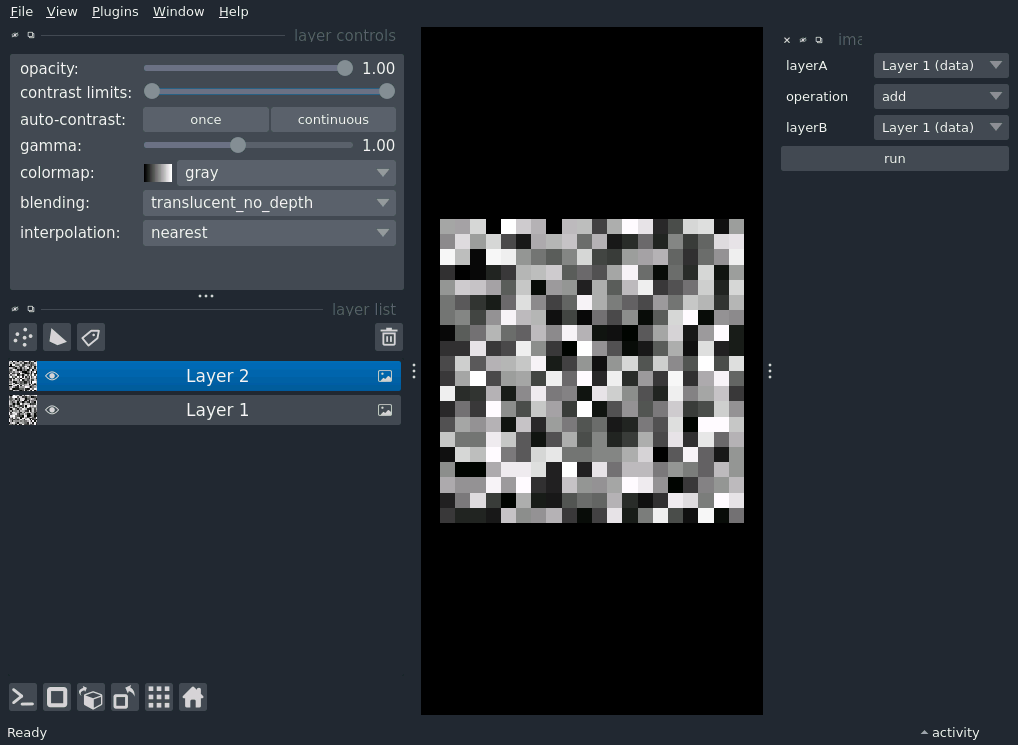 File View Plugins Window Help
layer controls
opacity: 1.00
contrast limits:
auto-contrast: once continuous
gamma: 1.00
colormap: gray
blending: translucent_no_depth
interpolation: nearest
layer list
Layer 2
Layer 1
Ready
ima
layerA Layer 1 (data)
operation add
layerB Layer 1 (data)
run
activity